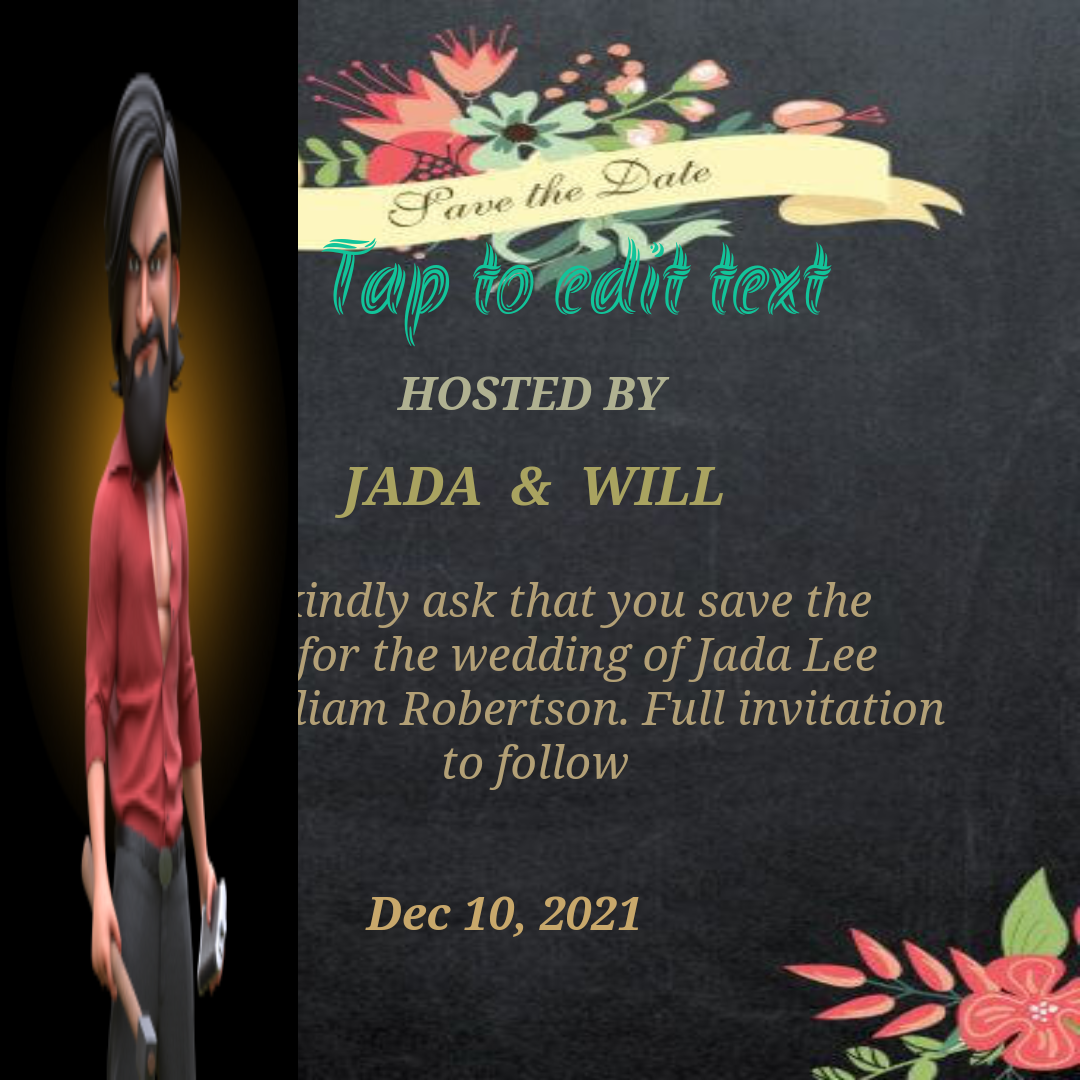 Save the Date
Tap to edit text
HOSTED BY
JADA & WILL
kindly ask that you save the
for the wedding of Jada Lee
liam Robertson. Full invitation
to follow
Dec 10, 2021